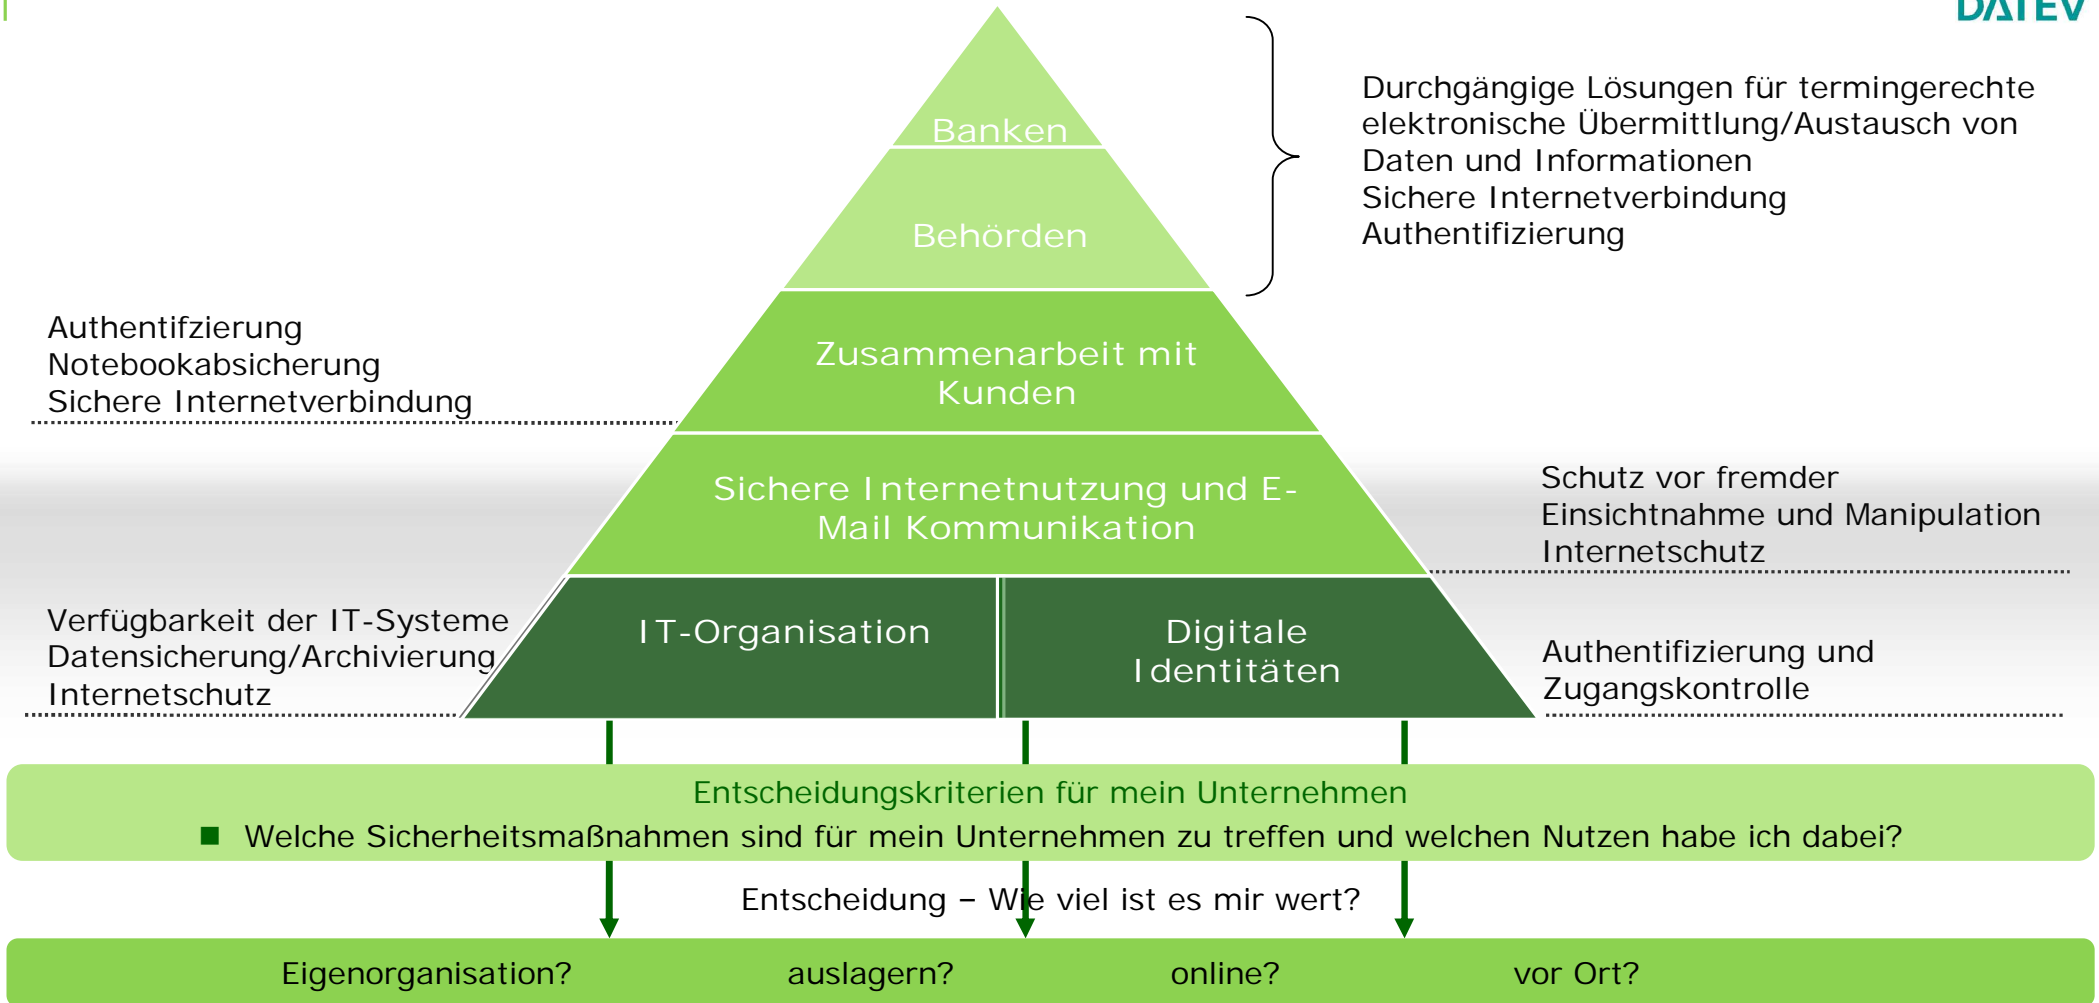 DATEV
Banken
Behörden
Durchgängige Lösungen für termingerechte
elektronische Übermittlung/Austausch von
Daten und Informationen
Sichere Internetverbindung
Authentifizierung
Authentifzierung
Notebookabsicherung
Sichere Internetverbindung
Zusammenarbeit mit
Kunden
Sichere Internetnutzung und E-
Mail Kommunikation
Schutz vor fremder
Einsichtnahme und Manipulation
Internetschutz
Verfügbarkeit der IT-Systeme
Datensicherung/Archivierung
Internetschutz
IT-Organisation
Digitale
Identitäten
Authentifizierung und
Zugangskontrolle
Entscheidungskriterien für mein Unternehmen
Welche Sicherheitsmaßnahmen sind für mein Unternehmen zu treffen und welchen Nutzen habe ich dabei?
Entscheidung – Wie viel ist es mir wert?
Eigenorganisation? auslagern? online? vor Ort?